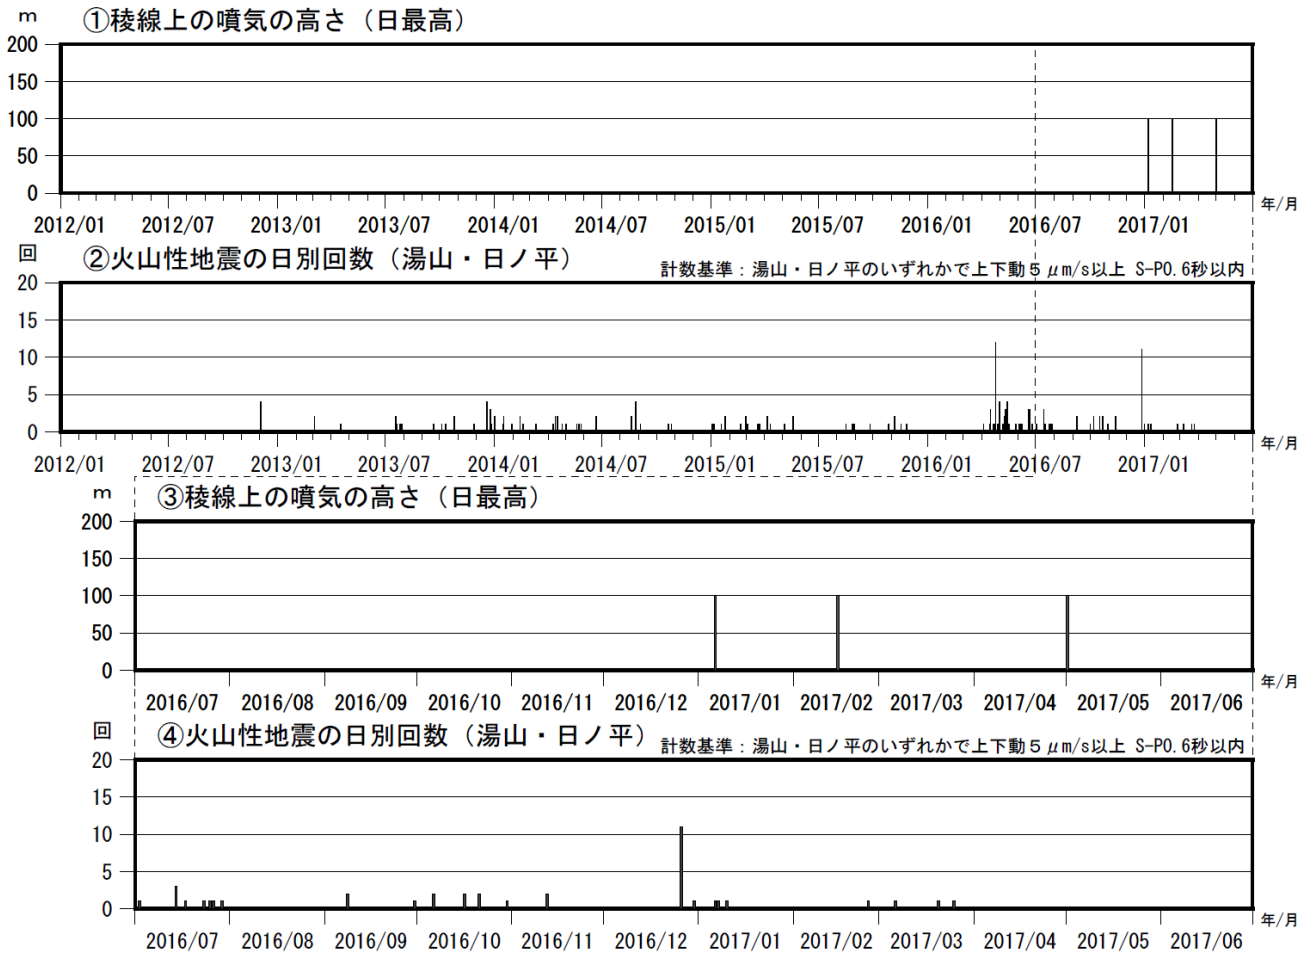 m ①稜線上の噴気の高さ（日最高）
200
150
100
50
0
2012/01 2012/07 2013/01 2013/07 2014/01 2014/07 2015/01 2015/07 2016/01 2016/07 2017/01 年/月
回 ②火山性地震の日別回数（湯山・日ノ平） 計数基準：湯山・日ノ平のいずれかで上下動５μm/s以上 S-P0.6秒以内
20
15
10
5
0
2012/01 2012/07 2013/01 2013/07 2014/01 2014/07 2015/01 2015/07 2016/01 2016/07 2017/01 年/月
m ③稜線上の噴気の高さ（日最高）
200
150
100
50
0
2016/07 2016/08 2016/09 2016/10 2016/11 2016/12 2017/01 2017/02 2017/03 2017/04 2017/05 2017/06 年/月
回 ④火山性地震の日別回数（湯山・日ノ平） 計数基準：湯山・日ノ平のいずれかで上下動５μm/s以上 S-P0.6秒以内
20
15
10
5
0
2016/07 2016/08 2016/09 2016/10 2016/11 2016/12 2017/01 2017/02 2017/03 2017/04 2017/05 2017/06 年/月